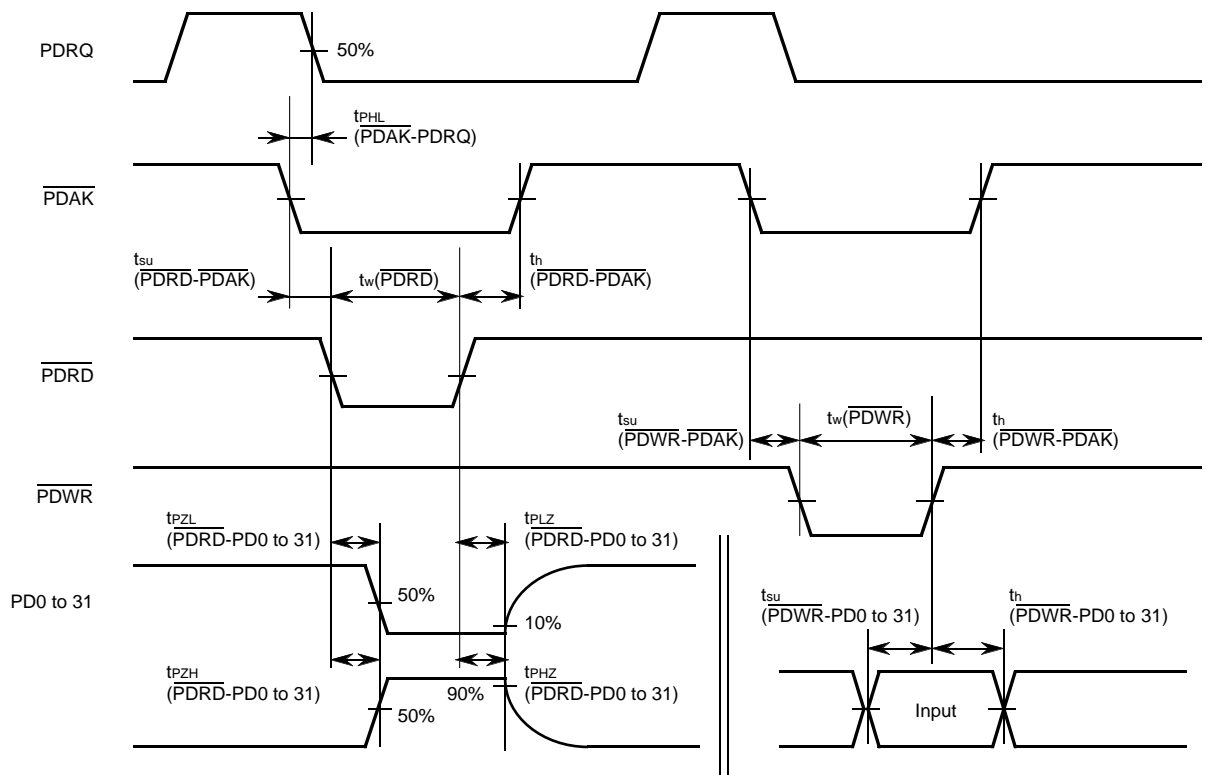 PDRQ
50%
tPHL
(PDAK-PDRQ)
PDAK
tsu
(PDRD-PDAK)
tw(PDRD)
th
(PDRD-PDAK)
PDRD
tsu
(PDWR-PDAK)
tw(PDWR)
th
(PDWR-PDAK)
PDWR
tPZL
(PDRD-PD0 to 31)
tPLZ
(PDRD-PD0 to 31)
PD0 to 31
50%
10%
tsu
(PDWR-PD0 to 31)
th
(PDWR-PD0 to 31)
tPZH
(PDRD-PD0 to 31)
50%
90%
tPHZ
(PDRD-PD0 to 31)
Input